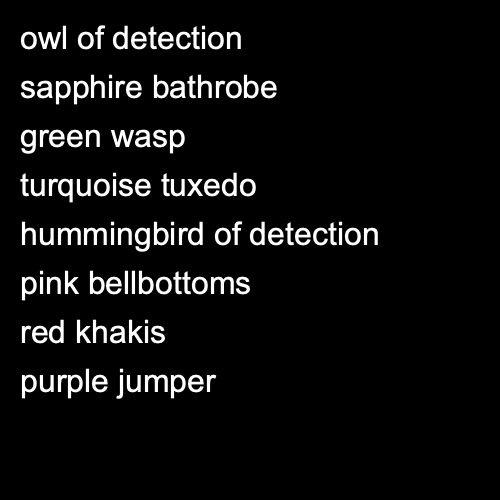 owl of detection
sapphire bathrobe
green wasp
turquoise tuxedo
hummingbird of detection
pink bellbottoms
red khakis
purple jumper